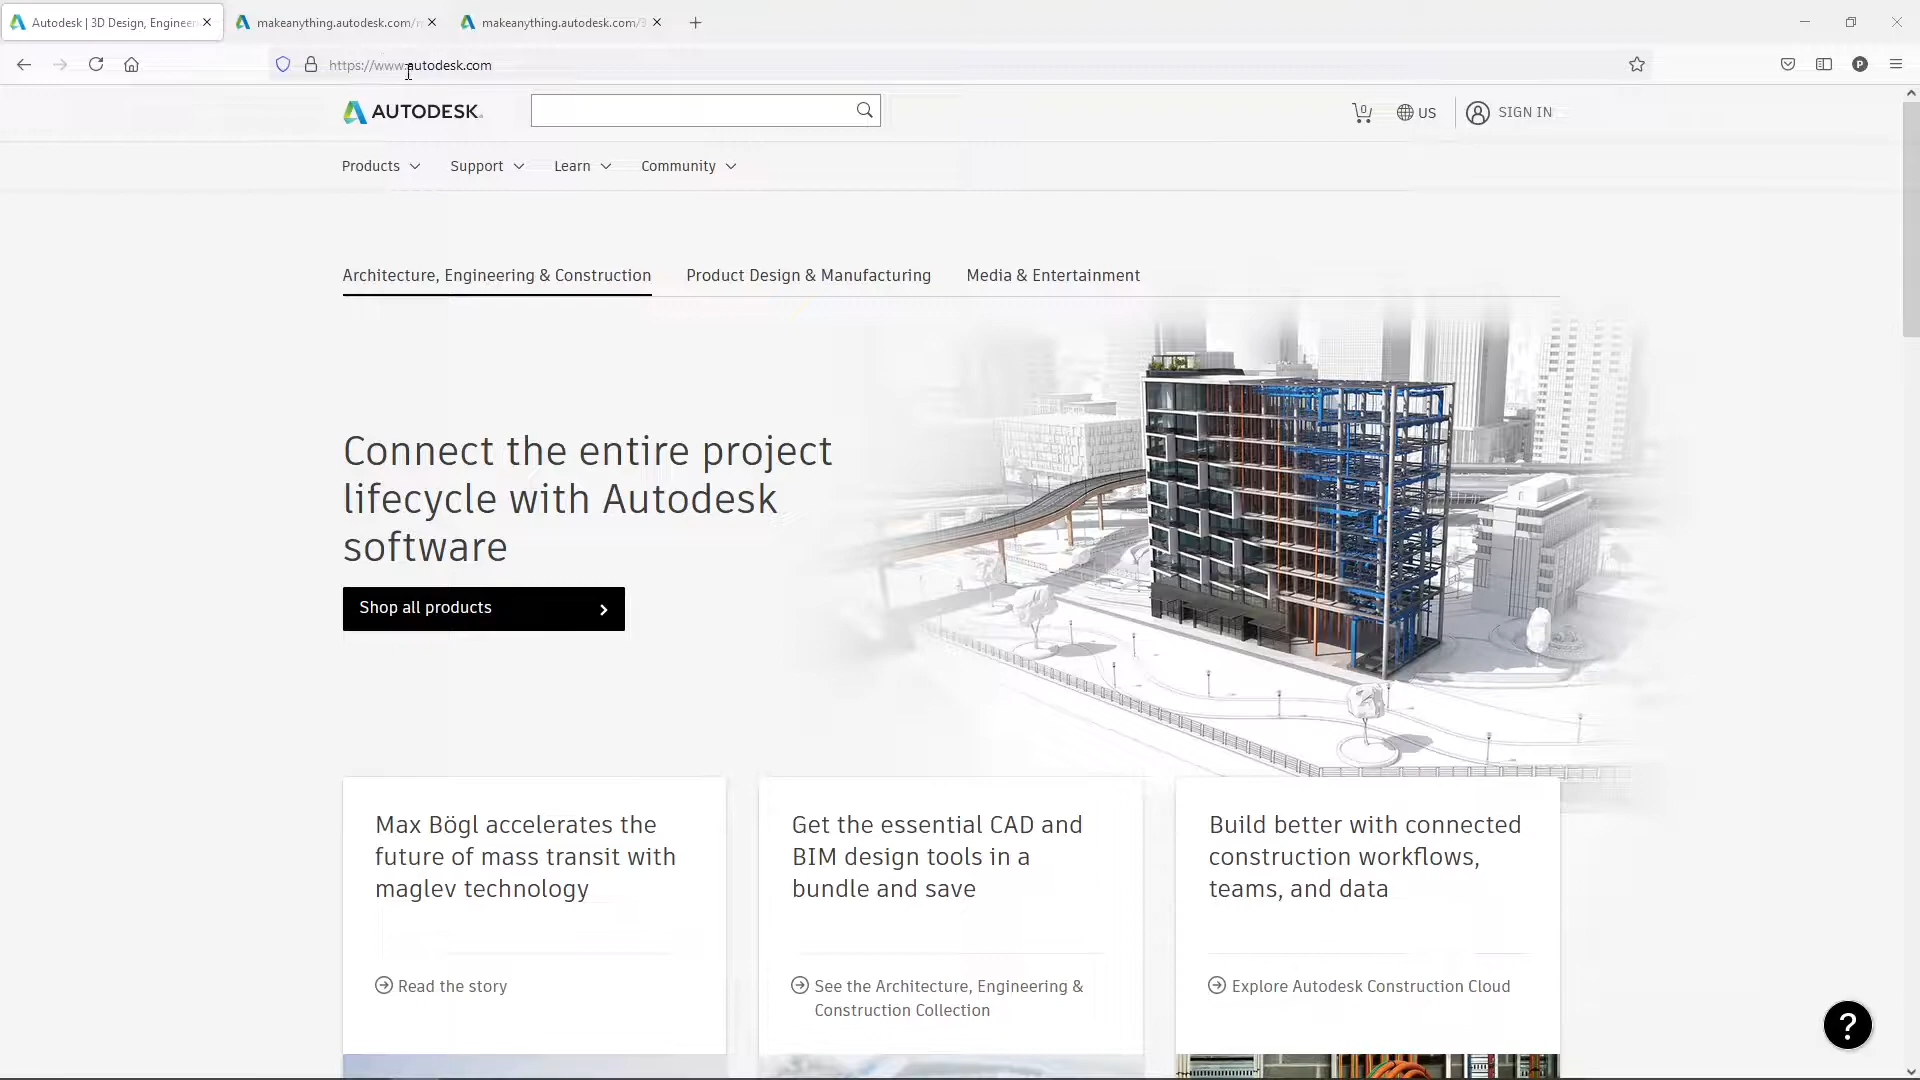 Autodesk | 3D Design, Engineer
makeanything.autodesk.com/
makeanything.autodesk.com/3
https://www.autodesk.com
P
AUTODESK
0
US
SIGN IN
Products
Support
Learn
Community
Architecture, Engineering & Construction
Product Design & Manufacturing
Media & Entertainment
Connect the entire project
lifecycle with Autodesk
software
Shop all products
Max Bögl accelerates the
future of mass transit with
maglev technology
Read the story
Get the essential CAD and
BIM design tools in a
bundle and save
See the Architecture, Engineering &
Construction Collection
Build better with connected
construction workflows,
teams, and data
Explore Autodesk Construction Cloud
?